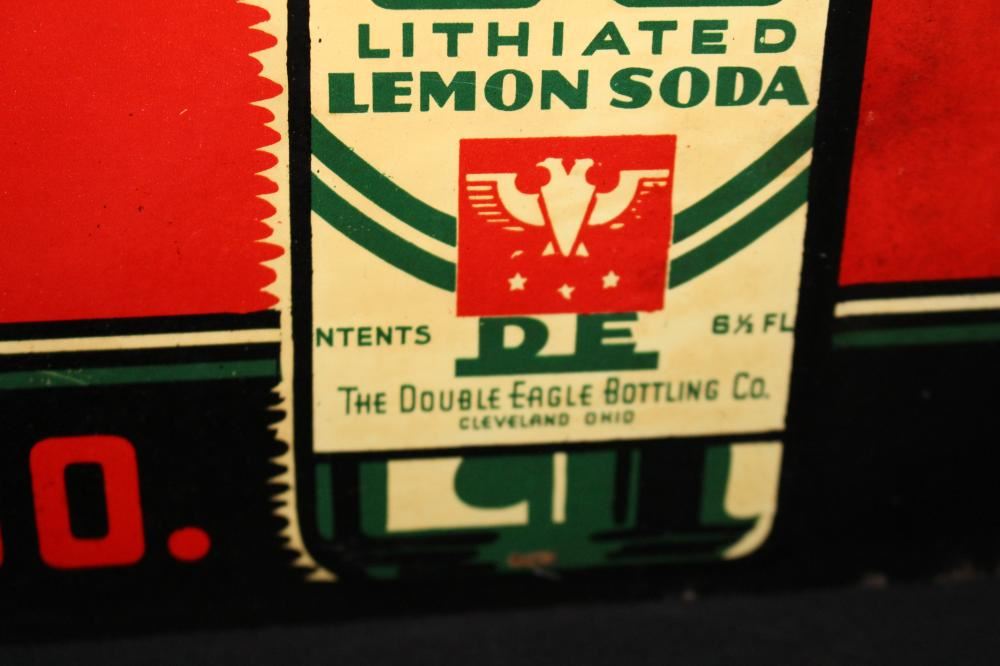 LITHIATED
LEMON SODA
NTENTS
6½ FL
DE
THE DOUBLE EAGLE BOTTLING CO.
CLEVELAND OHIO
O.